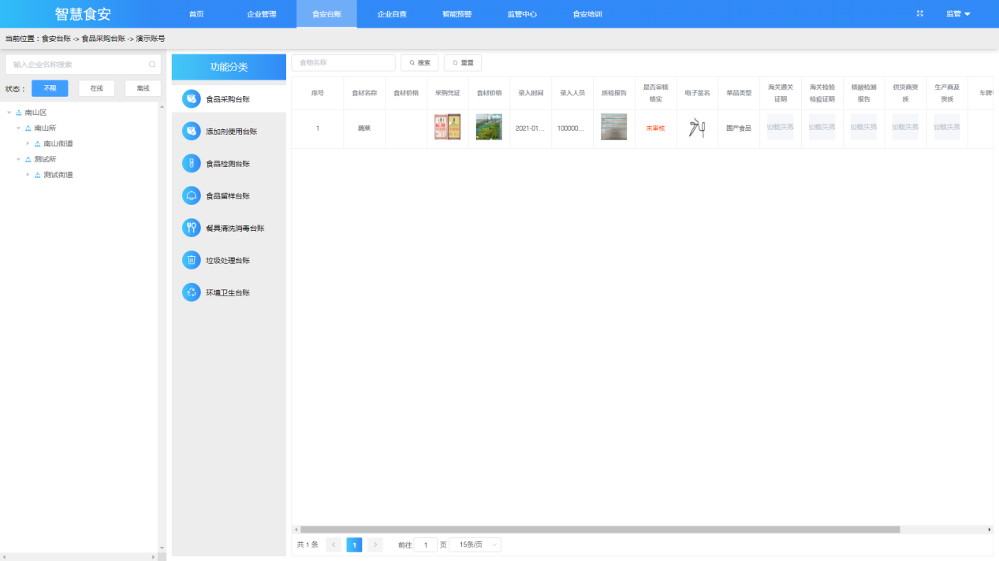 智慧食安
首页
企业管理
食安台账
企业自查
智能预警
监管中心
食安培训
监管
当前位置：食安台账 -> 食品采购台账 -> 演示账号
输入企业名称搜索
状态：
不限
在线
离线
南山区
南山所
南山街道
测试所
测试街道
功能分类
食品采购台账
添加剂使用台账
食品检测台账
食品留样台账
餐具清洗消毒台账
垃圾处理台账
环境卫生台账
食物名称
搜索
重置
序号
食材名称
食材价格
采购凭证
食材价格
录入时间
录入人员
质检报告
是否审核
核实
电子签名
菜品类型
海关通关
证明
海关检验
检疫证明
核酸检测
报告
供货商资
质
生产商及
资质
车牌
1
蔬菜
2021-01...
100000...
未审核
国产食品
加载失败
加载失败
加载失败
加载失败
加载失败
共 1 条
1
前往
1
页
15条/页